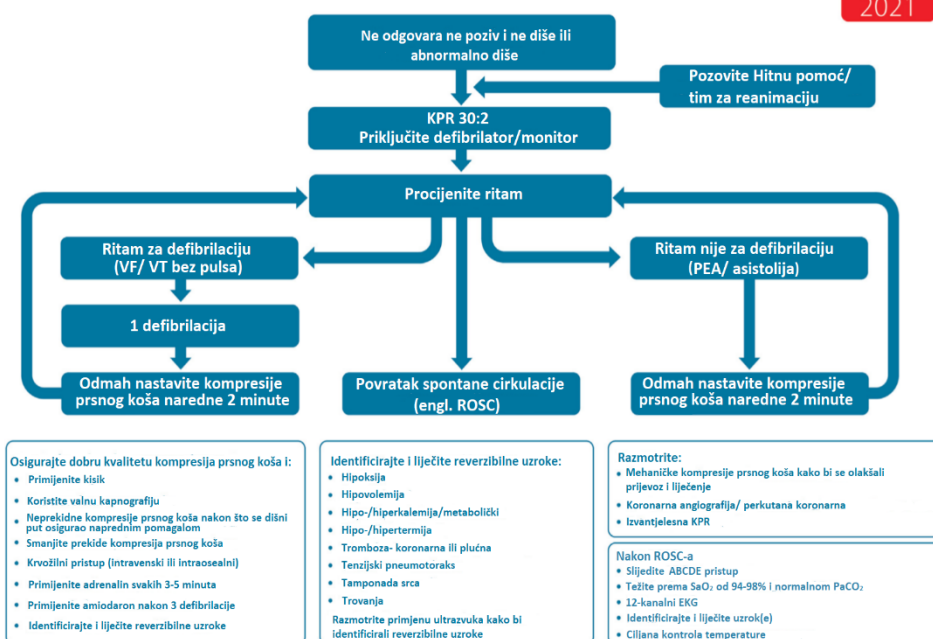 2021
Ne odgovara ne poziv i ne diše ili
abnormalno diše
Pozovite Hitnu pomoć/
tim za reanimaciju
KPR 30:2
Priključite defibrilator/monitor
Procijenite ritam
Ritam za defibrilaciju
(VF/ VT bez pulsa)
Ritam nije za defibrilaciju
(PEA/ asistolija)
1 defibrilacija
Odmah nastavite kompresije
prsnog koša naredne 2 minute
Povratak spontane cirkulacije
(engl. ROSC)
Odmah nastavite kompresije
prsnog koša naredne 2 minute
Osigurajte dobru kvalitetu kompresija prsnog koša i:
• Primijenite kisik
• Koristite valnu kapnografiju
• Neprekidne kompresije prsnog koša nakon što se dišni
put osigurao naprednim pomagalom
• Smanjite prekide kompresija prsnog koša
• Krvožilni pristup (intravenski ili intraosealni)
• Primijenite adrenalin svakih 3-5 minuta
• Primijenite amiodaron nakon 3 defibrilacije
• Identificirajte i liječite reverzibilne uzroke
Identificirajte i liječite reverzibilne uzroke:
• Hipoksija
• Hipovolemija
• Hipo-/hiperkalemija/metabolički
• Hipo-/hipertermija
• Tromboza- koronarna ili plućna
• Tenzijski pneumotoraks
• Tamponada srca
• Trovanja
Razmotrite primjenu ultrazvuka kako bi
identificirali reverzibilne uzroke
Razmotrite:
• Mehaničke kompresije prsnog koša kako bi se olakšali
prijevoz i liječenje
• Koronarna angiografija/ perkutana koronarna
• Izvantjelesna KPR
Nakon ROSC-a
• Slijedite ABCDE pristup
• Težite prema SaO₂ od 94-98% i normalnom PaCO₂
• 12-kanalni EKG
• Identificirajte i liječite uzrok(e)
• Ciljana kontrola temperature